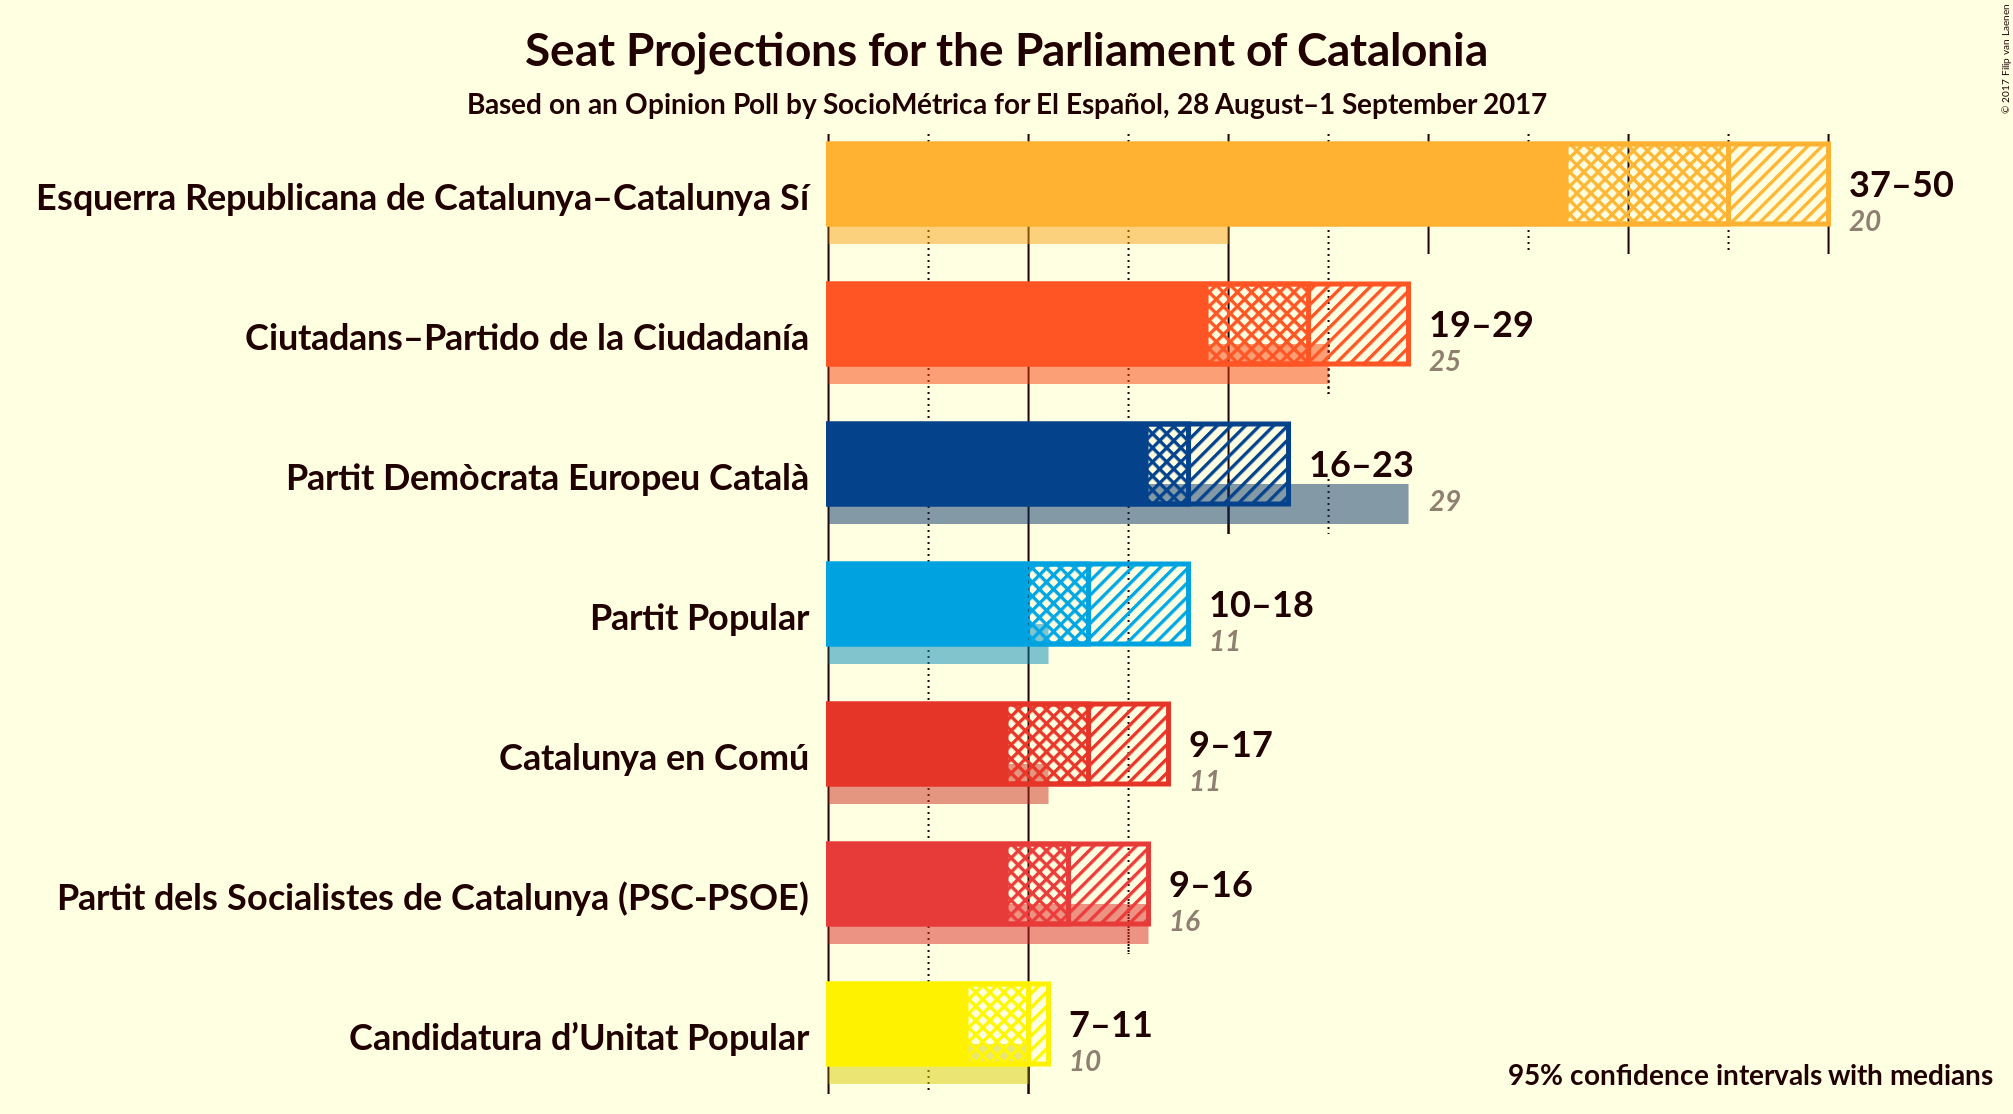 Seat Projections for the Parliament of Catalonia
Based on an Opinion Poll by SocioMétrica for El Español, 28 August–1 September 2017
© 2017 Filip van Laenen
Esquerra Republicana de Catalunya–Catalunya Sí
37–50
20
Ciutadans–Partido de la Ciudadanía
19–29
25
Partit Demòcrata Europeu Català
16–23
29
Partit Popular
10–18
11
Catalunya en Comú
9–17
11
Partit dels Socialistes de Catalunya (PSC-PSOE)
9–16
16
Candidatura d’Unitat Popular
7–11
10
95% confidence intervals with medians